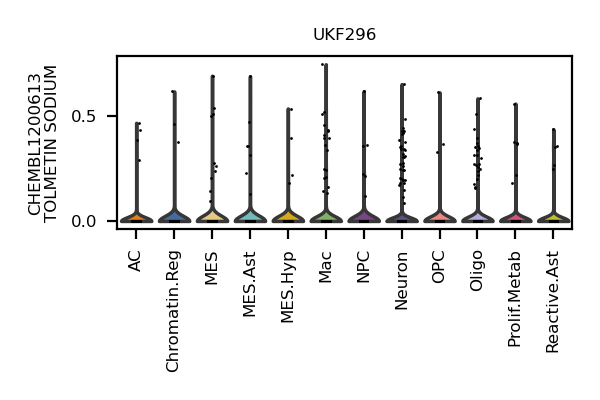 UKF296
CHEMBL1200613
TOLMETIN SODIUM
0.5
0.0
AC
Chromatin.Reg
MES
MES.Ast
MES.Hyp
Mac
NPC
Neuron
OPC
Oligo
Prolif.Metab
Reactive.Ast